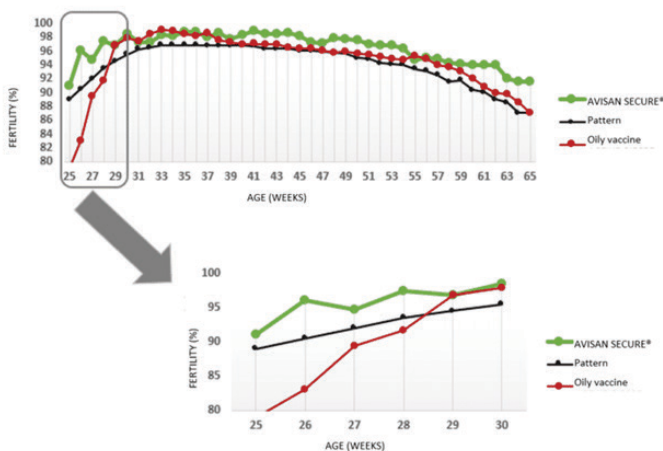 100
98
96
94
92
90
88
86
84
82
80
FERTILITY (%)
25 27 29 31 33 35 37 39 41 43 45 47 49 51 53 55 57 59 61 63 65
AGE (WEEKS)
AVISAN SECURE®
Pattern
Oily vaccine
100
95
90
85
80
FERTILITY (%)
25 26 27 28 29 30
AGE (WEEKS)
AVISAN SECURE®
Pattern
Oily vaccine